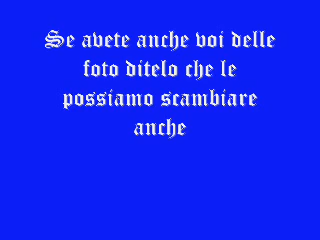 Se avete anche voi delle
foto ditelo che le
possiamo scambiare
anche